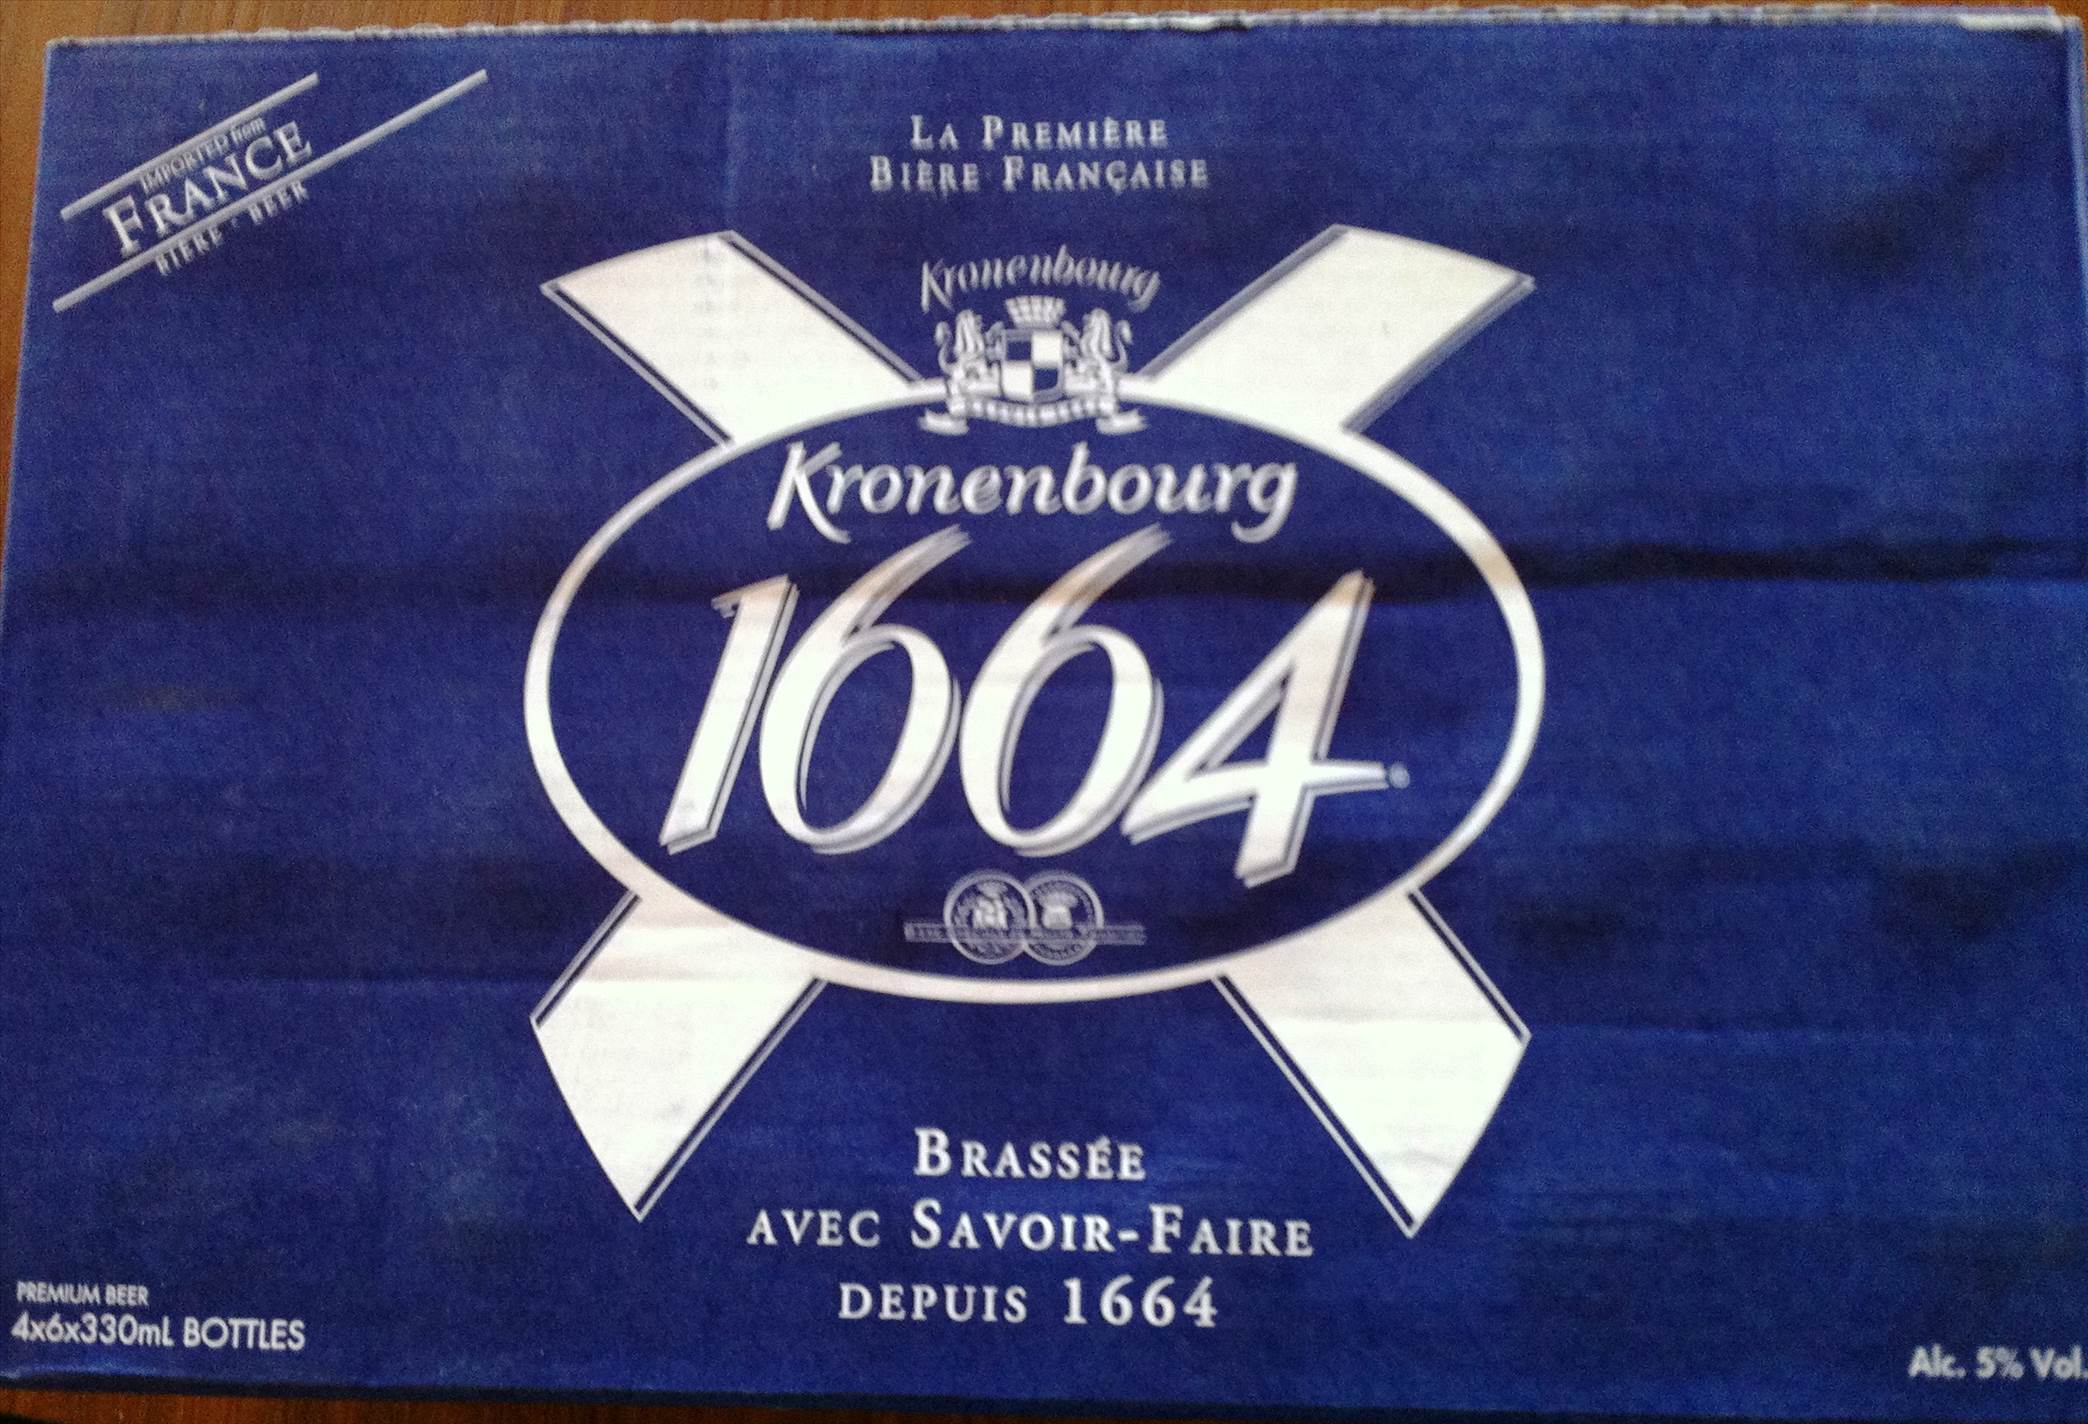 IMPORTED from
FRANCE
BIÈRE · BEER
LA PREMIÈRE
BIÈRE FRANÇAISE
Kronenbourg
Kronenbourg
1664
BRASSÉE
AVEC SAVOIR-FAIRE
DEPUIS 1664
PREMIUM BEER
4x6x330mL BOTTLES
Alc. 5% Vol.